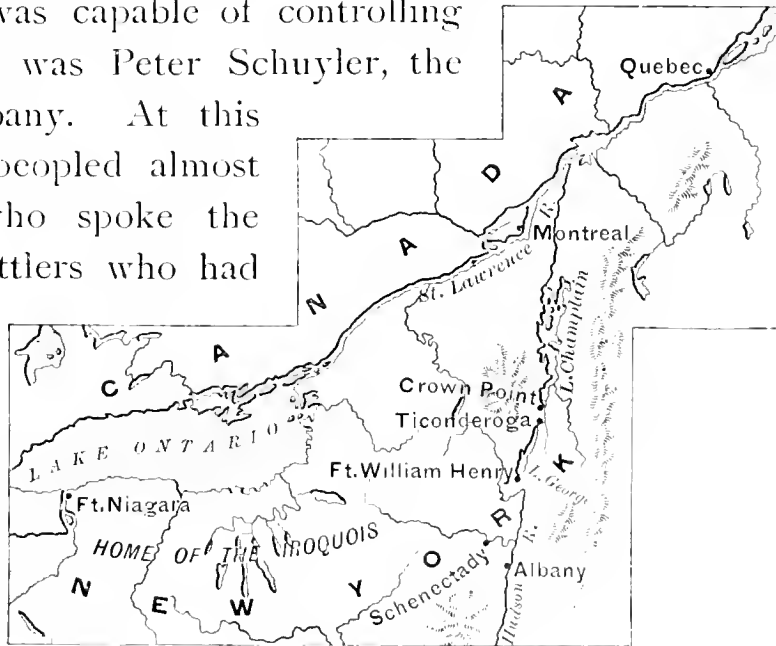 was capable of controlling
was Peter Schuyler, the
bany. At this
peopled almost
who spoke the
ttlers who had
Quebec
CANADA
R.
Montreal
St. Lawrence
L. Champlain
Crown Point
Ticonderoga
LAKE ONTARIO
Ft. William Henry
L. George
Ft. Niagara
HOME OF THE IROQUOIS
NEW YORK
Schenectady
Albany
Hudson R.